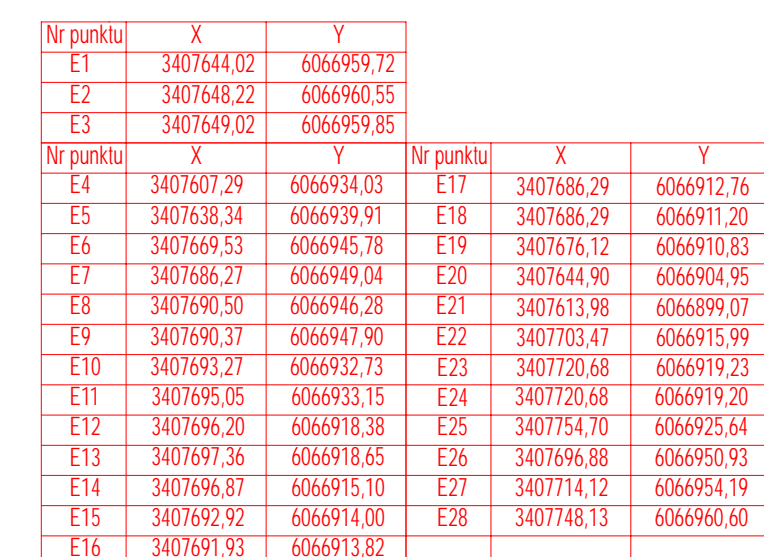 Nr punktu X Y
E1 3407644,02 6066959,72
E2 3407648,22 6066960,55
E3 3407649,02 6066959,85
Nr punktu X Y Nr punktu X Y
E4 3407607,29 6066934,03 E17 3407686,29 6066912,76
E5 3407638,34 6066939,91 E18 3407686,29 6066911,20
E6 3407669,53 6066945,78 E19 3407676,12 6066910,83
E7 3407686,27 6066949,04 E20 3407644,90 6066904,95
E8 3407690,50 6066946,28 E21 3407613,98 6066899,07
E9 3407690,37 6066947,90 E22 3407703,47 6066915,99
E10 3407693,27 6066932,73 E23 3407720,68 6066919,23
E11 3407695,05 6066933,15 E24 3407720,68 6066919,20
E12 3407696,20 6066918,38 E25 3407754,70 6066925,64
E13 3407697,36 6066918,65 E26 3407696,88 6066950,93
E14 3407696,87 6066915,10 E27 3407714,12 6066954,19
E15 3407692,92 6066914,00 E28 3407748,13 6066960,60
E16 3407691,93 6066913,82